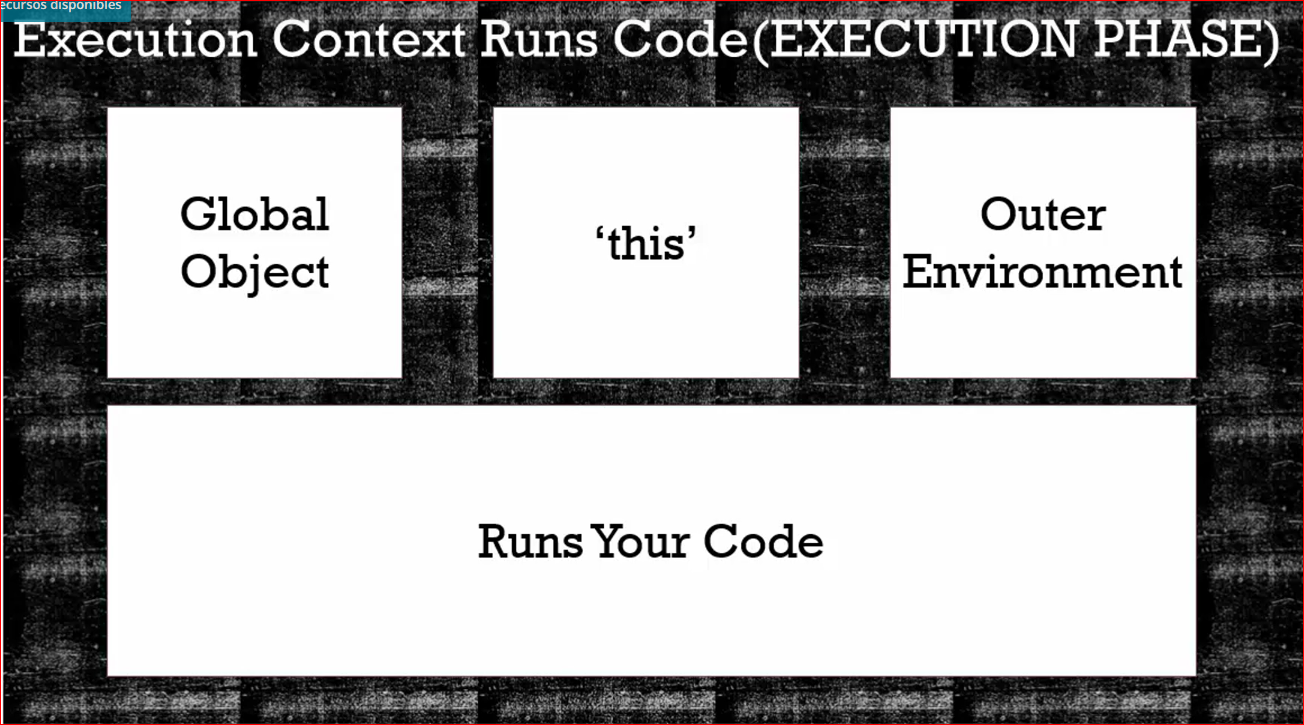 ecursos disponibles
Execution Context Runs Code(EXECUTION PHASE)
Global
Object
‘this’
Outer
Environment
Runs Your Code